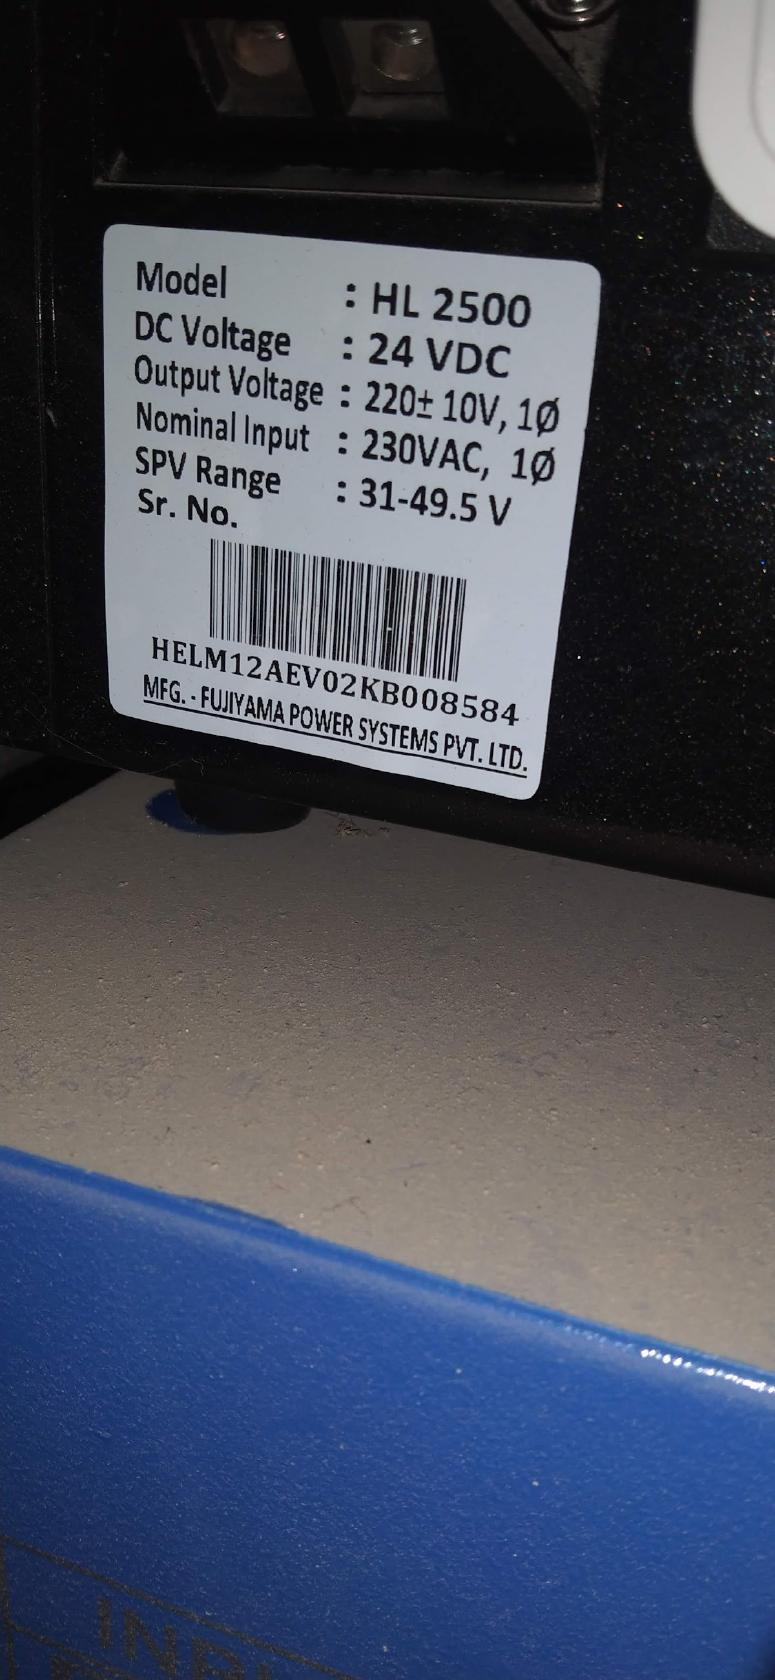 Model : HL 2500
DC Voltage : 24 VDC
Output Voltage : 220± 10V, 1Ø
Nominal Input : 230VAC, 1Ø
SPV Range : 31-49.5 V
Sr. No.
HELM12AEV02KB008584
MFG. - FUJIYAMA POWER SYSTEMS PVT. LTD.